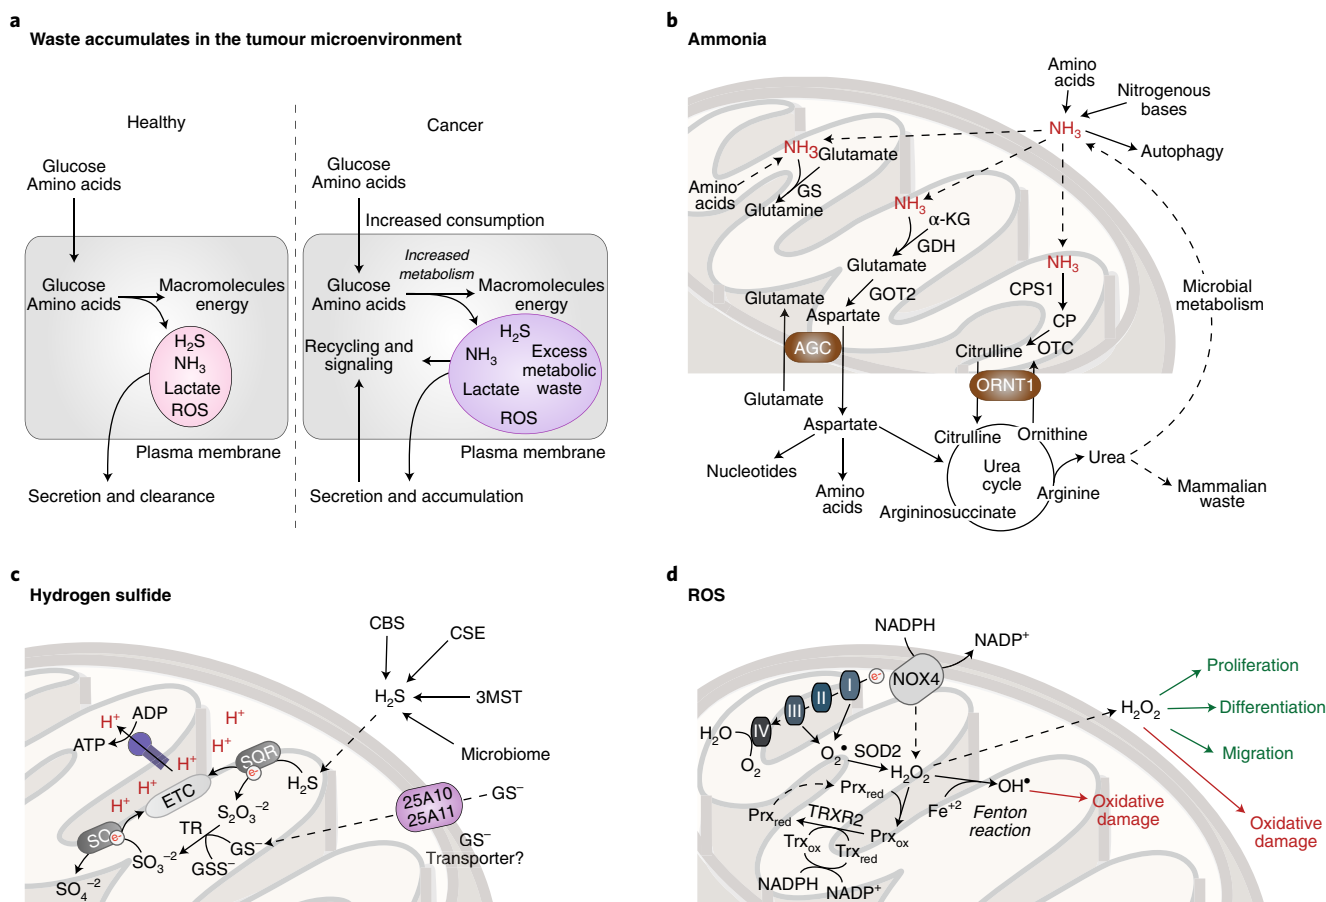 a
Waste accumulates in the tumour microenvironment
Healthy
Cancer
Glucose
Amino acids
Glucose
Amino acids
Increased consumption
Glucose
Amino acids
Macromolecules
energy
H2S
NH3
Lactate
ROS
Plasma membrane
Secretion and clearance
Increased
metabolism
Glucose
Amino acids
Macromolecules
energy
Recycling and
signaling
H2S
NH3
Excess
metabolic
waste
Lactate
ROS
Plasma membrane
Secretion and accumulation
b
Ammonia
Amino
acids
Nitrogenous
bases
NH3
Autophagy
NH3
Glutamate
Amino
acids
GS
Glutamine
NH3
α-KG
GDH
Glutamate
GOT2
Glutamate
Aspartate
AGC
Glutamate
NH3
CPS1
CP
OTC
Citrulline
ORNT1
Microbial
metabolism
Aspartate
Citrulline
Ornithine
Nucleotides
Amino
acids
Urea
cycle
Urea
Arginine
Argininosuccinate
Mammalian
waste
c
Hydrogen sulfide
CBS
CSE
H2S
3MST
Microbiome
H+
ADP
H+
ATP
H+
H+
SQR
e-
H2S
H+
H+
ETC
S2O3−2
25A10
25A11
GS−
SO
e-
TR
GS−
GS−
Transporter?
SO3−2
GSS−
SO4−2
d
ROS
NADPH
NADP+
NOX4
e-
I
II
III
IV
H2O
O2
O2•
SOD2
H2O2
H2O2
Proliferation
Differentiation
Migration
Oxidative
damage
Prxred
Fe+2
OH•
Fenton
reaction
Oxidative
damage
Prxred
TRXR2
Prxox
Trxox
Trxred
NADPH
NADP+